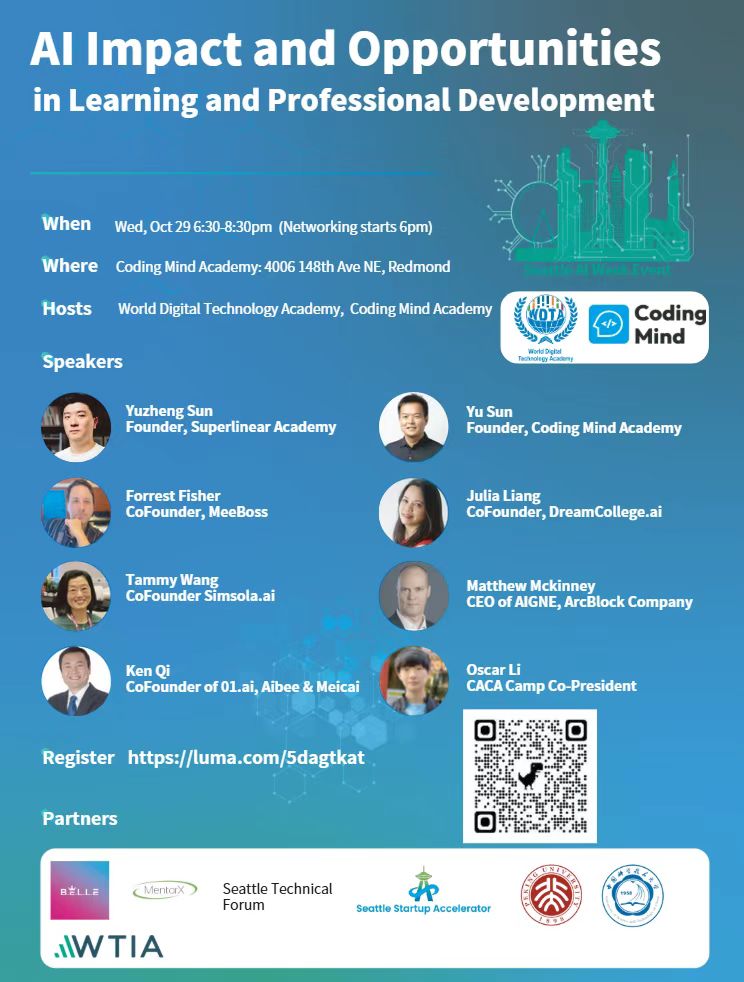 AI Impact and Opportunities
in Learning and Professional Development
When Wed, Oct 29 6:30-8:30pm (Networking starts 6pm)
Seattle AI Week Event
Where Coding Mind Academy: 4006 148th Ave NE, Redmond
Hosts World Digital Technology Academy, Coding Mind Academy
WDTA
World Digital
Technology Academy
Coding
Mind
Speakers
Yuzheng Sun
Founder, Superlinear Academy
Yu Sun
Founder, Coding Mind Academy
Forrest Fisher
CoFounder, MeeBoss
Julia Liang
CoFounder, DreamCollege.ai
Tammy Wang
CoFounder Simsola.ai
Matthew Mckinney
CEO of AIGNE, ArcBlock Company
Ken Qi
CoFounder of 01.ai, Aibee & Meicai
Oscar Li
CACA Camp Co-President
Register https://luma.com/5dagtkat
Partners
BELLE
MentorX
Seattle Technical
Forum
Seattle Startup Accelerator
PEKING UNIVERSITY
1898
1958
WTIA